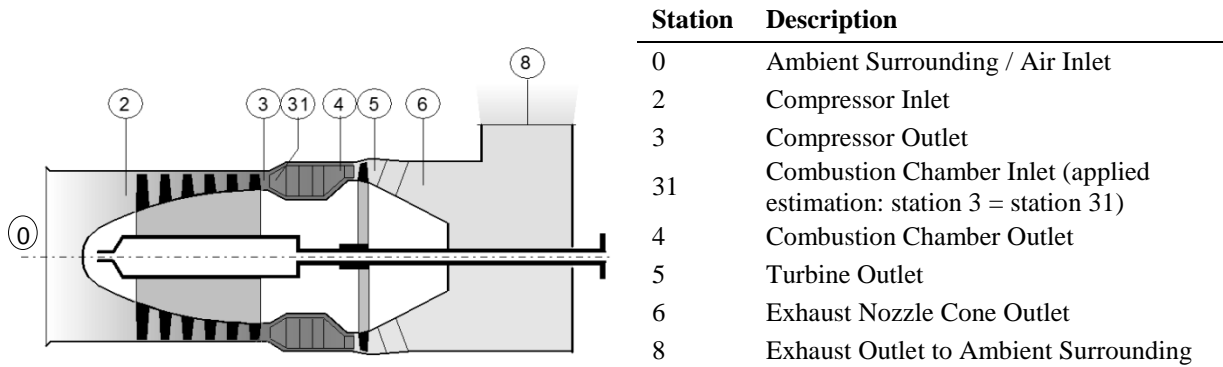 8
2
3
31
4
5
6
0
Station Description
0 Ambient Surrounding / Air Inlet
2 Compressor Inlet
3 Compressor Outlet
31 Combustion Chamber Inlet (applied
estimation: station 3 = station 31)
4 Combustion Chamber Outlet
5 Turbine Outlet
6 Exhaust Nozzle Cone Outlet
8 Exhaust Outlet to Ambient Surrounding